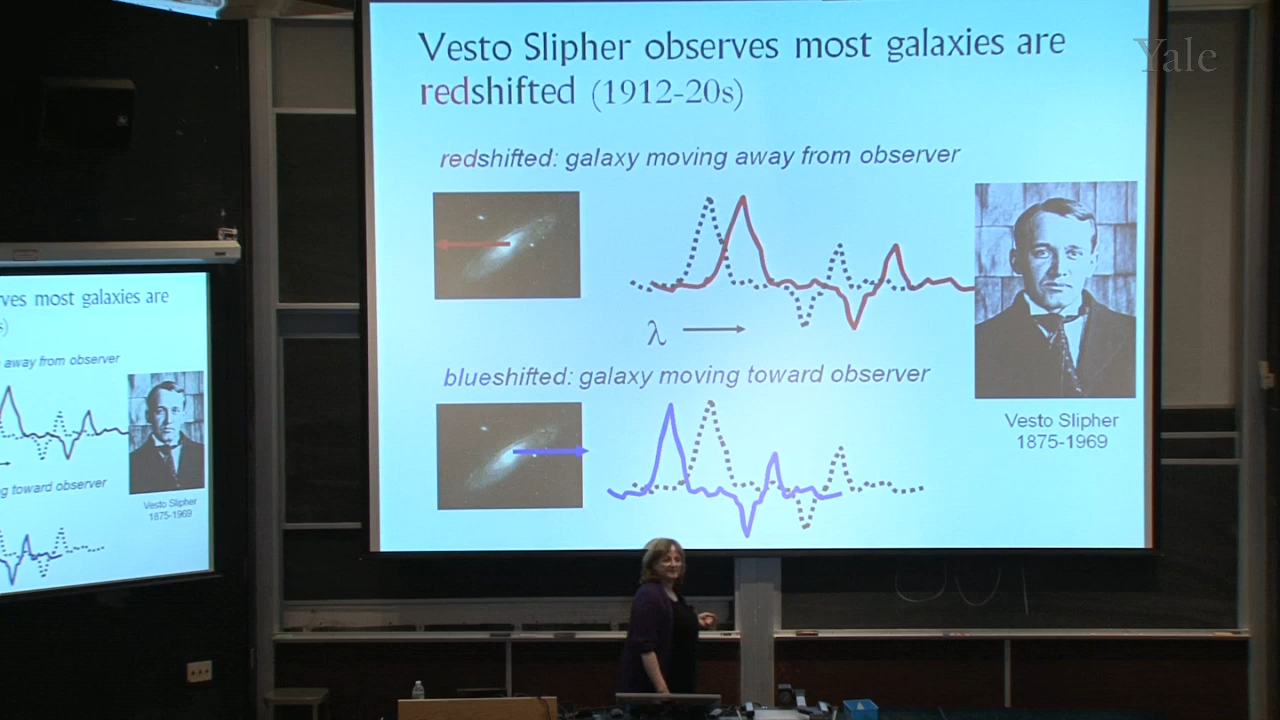 Vesto Slipher observes most galaxies are
redshifted (1912-20s)
Yale
redshifted: galaxy moving away from observer
λ
blueshifted: galaxy moving toward observer
Vesto Slipher
1875-1969
ves most galaxies are
s)
away from observer
g toward observer
Vesto Slipher
1875-1969